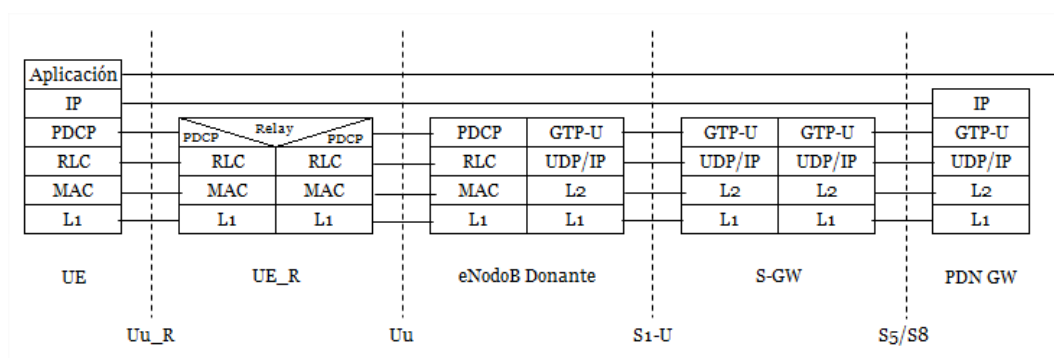 Aplicación
IP IP
PDCP PDCP Relay PDCP PDCP GTP-U GTP-U GTP-U GTP-U
RLC RLC RLC RLC UDP/IP UDP/IP UDP/IP UDP/IP
MAC MAC MAC MAC L2 L2 L2 L2
L1 L1 L1 L1 L1 L1 L1 L1
UE UE_R eNodoB Donante S-GW PDN GW
Uu_R Uu S1-U S5/S8